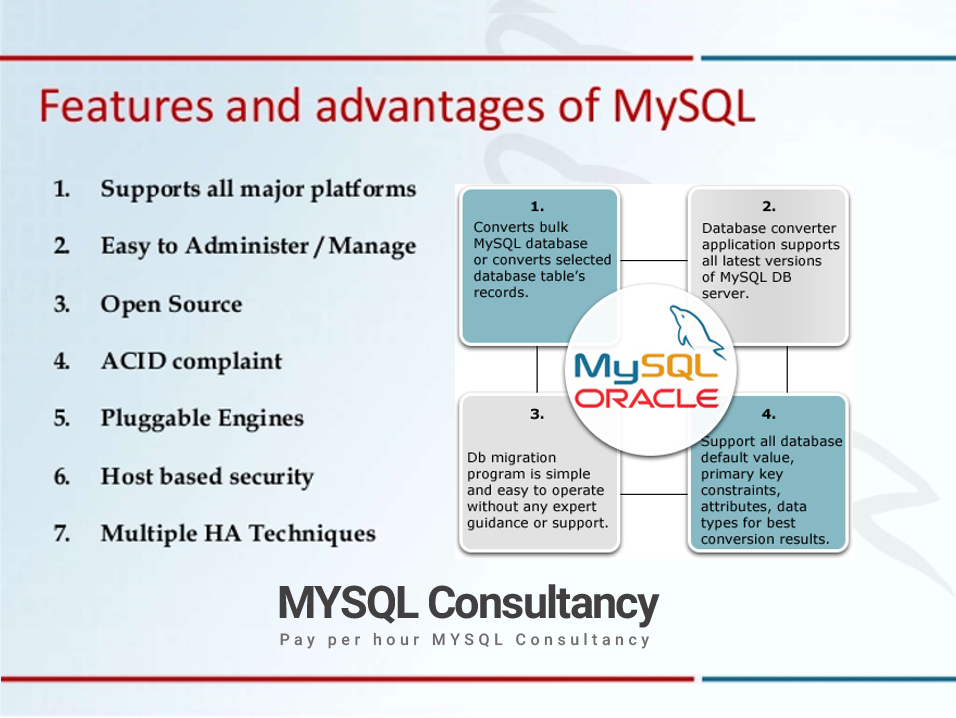 Features and advantages of MySQL
1. Supports all major platforms
2. Easy to Administer / Manage
3. Open Source
4. ACID complaint
5. Pluggable Engines
6. Host based security
7. Multiple HA Techniques
1.
Converts bulk
MySQL database
or converts selected
database table's
records.
2.
Database converter
application supports
all latest versions
of MySQL DB
server.
MySQL
ORACLE
3.
Db migration
program is simple
and easy to operate
without any expert
guidance or support.
4.
Support all database
default value,
primary key
constraints,
attributes, data
types for best
conversion results.
MYSQL Consultancy
Pay per hour MYSQL Consultancy